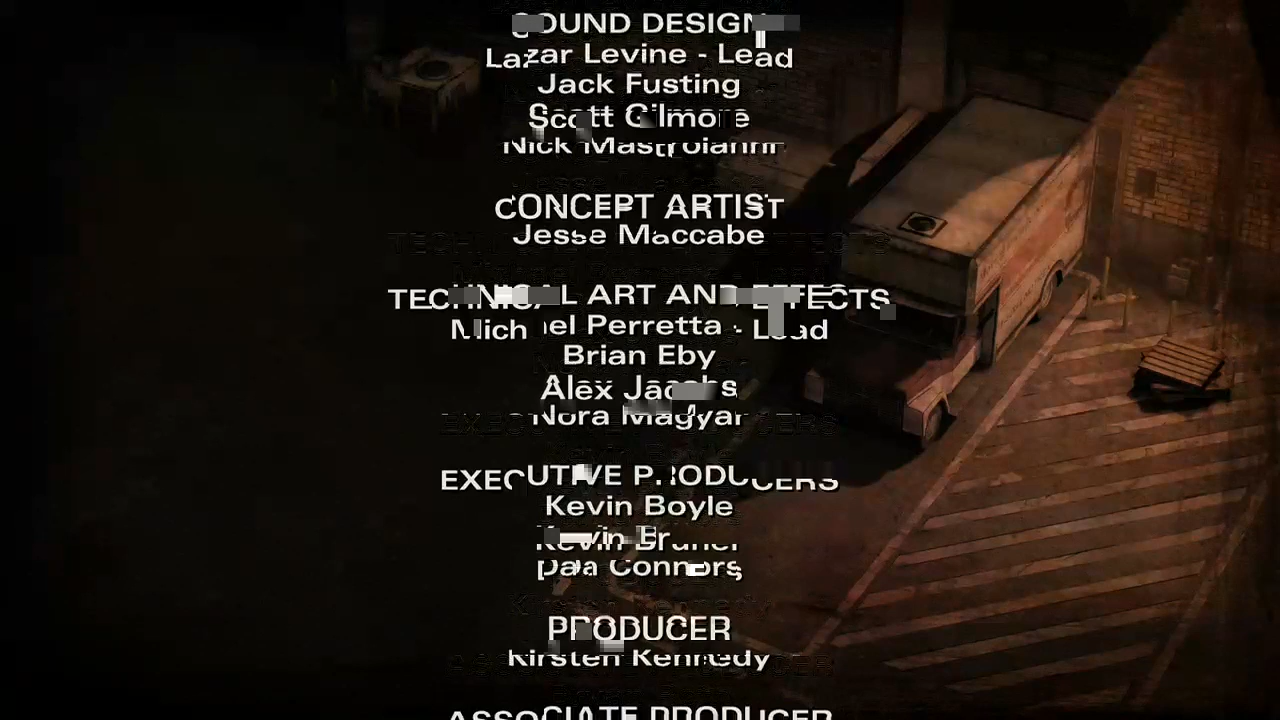 SOUND DESIGN
Lazar Levine - Lead
Jack Fusting
Scott Gilmore
Nick Mastroianni
CONCEPT ARTIST
Jesse Maccabe
TECHNICAL ART AND EFFECTS
Michael Perretta - Lead
Brian Eby
Alex Jacobs
Nora Magyar
EXECUTIVE PRODUCERS
Kevin Boyle
Kevin Bruner
Dan Connors
PRODUCER
Kirsten Kennedy
ASSOCIATE PRODUCER